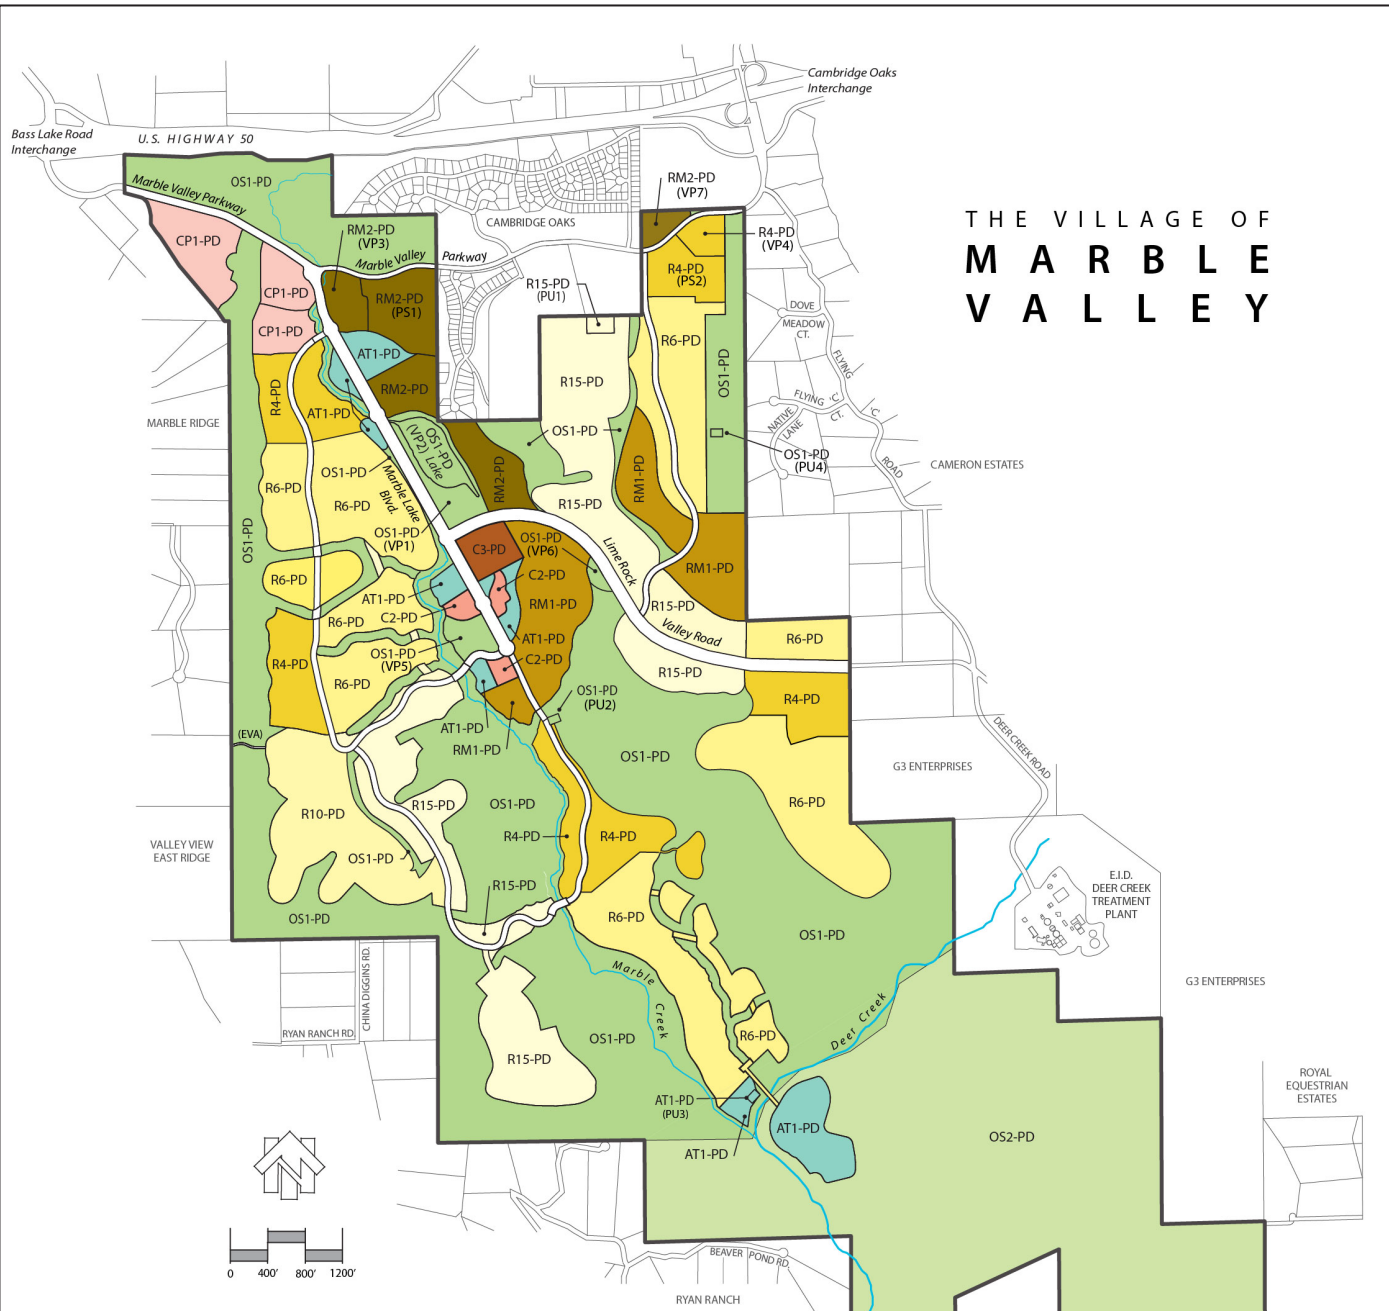 Cambridge Oaks
Interchange
Bass Lake Road
Interchange
U.S. HIGHWAY 50
OS1-PD
Marble Valley Parkway
RM2-PD
(VP7)
CAMBRIDGE OAKS
THE VILLAGE OF
MARBLE
VALLEY
CP1-PD
RM2-PD
(VP3)
R4-PD
(VP4)
Marble Valley
Parkway
R4-PD
(PS2)
R15-PD
(PU1)
CP1-PD
RM2-PD
(PS1)
DOVE
MEADOW
CT.
CP1-PD
AT1-PD
R6-PD
FLYING
OS1-PD
R4-PD
RM2-PD
R15-PD
FLYING
"C"
CT.
"C"
NATIVE
LANE
ROAD
AT1-PD
MARBLE RIDGE
OS1-PD
(VP2) Lake
OS1-PD
OS1-PD
(PU4)
CAMERON ESTATES
OS1-PD
Marble Lake
Blvd.
RM2-PD
RM1-PD
R6-PD
R6-PD
R15-PD
OS1-PD
OS1-PD
(VP1)
OS1-PD
(VP6)
C3-PD
Lime Rock
RM1-PD
R6-PD
C2-PD
AT1-PD
RM1-PD
R15-PD
C2-PD
R6-PD
Valley Road
R6-PD
AT1-PD
OS1-PD
(VP5)
C2-PD
R4-PD
R15-PD
R6-PD
OS1-PD
(PU2)
R4-PD
(EVA)
AT1-PD
RM1-PD
DEER CREEK ROAD
OS1-PD
G3 ENTERPRISES
R15-PD
OS1-PD
R6-PD
R10-PD
R4-PD
R4-PD
VALLEY VIEW
EAST RIDGE
OS1-PD
E.I.D.
DEER CREEK
TREATMENT
PLANT
R15-PD
OS1-PD
R6-PD
OS1-PD
CHINA DIGGINS RD.
Marble
Creek
G3 ENTERPRISES
Deer Creek
RYAN RANCH RD.
OS1-PD
R6-PD
R15-PD
ROYAL
EQUESTRIAN
ESTATES
AT1-PD
(PU3)
AT1-PD
OS2-PD
AT1-PD
0 400' 800' 1200'
BEAVER POND RD.
RYAN RANCH